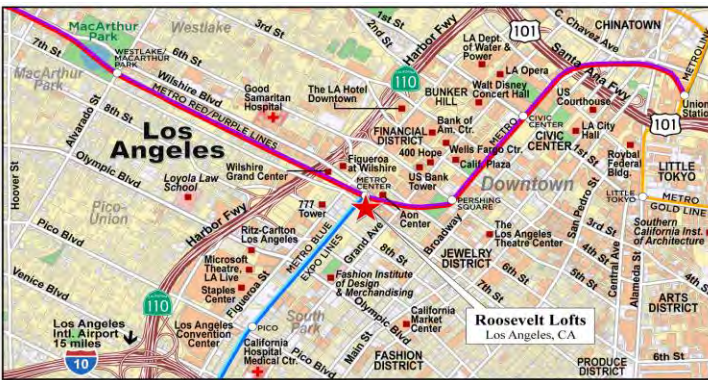 MacArthur
Park
Westlake
3rd St
1st St
2nd St
Harbor Fwy
101
C. Chavez Ave
CHINATOWN
METROLINK
7th St
WESTLAKE/
MACARTHUR
PARK
6th St
Wilshire Blvd
110
LA Dept.
of Water &
Power
LA Opera
Santa Ana Fwy
MacArthur
Park
Alvarado St
8th St
METRO RED/PURPLE LINES
Good
Samaritan
Hospital
The LA Hotel
Downtown
BUNKER
HILL
Walt Disney
Concert Hall
US
Courthouse
Union
Station
Los
Angeles
FINANCIAL
DISTRICT
Bank of
Am. Ctr.
METRO
CIVIC
CENTER
CIVIC
CENTER
LA City
Hall
101
Hoover St
Olympic Blvd
Loyola Law
School
Wilshire
Grand Center
Figueroa
at Wilshire
400 Hope
Wells Fargo Ctr.
Calif. Plaza
1st St
Roybal
Federal
Bldg.
LITTLE
TOKYO
METRO
CENTER
US Bank
Tower
Downtown
Pico-
Union
Harbor Fwy
777
Tower
Aon
Center
PERSHING
SQUARE
San Pedro St
LITTLE
TOKYO
METRO
GOLD LINE
Pico Blvd
Ritz-Carlton
Los Angeles
METRO BLUE
EXPO LINES
Grand Ave
Broadway
The
Los Angeles
Theatre Center
3rd St
4th St
Southern
California Inst.
of Architecture
Microsoft
Theatre,
LA Live
8th St
JEWELRY
DISTRICT
6th St
5th St
Central Ave
Alameda St
4th St
Venice Blvd
Staples
Center
Figueroa St
Fashion Institute
of Design
& Merchandising
7th St
ARTS
DISTRICT
110
Los Angeles
Intl. Airport
15 miles
10
Los Angeles
Convention
Center
PICO
South
Park
Olympic Blvd
California
Market
Center
Roosevelt Lofts
Los Angeles, CA
California
Hospital
Medical Ctr.
Pico Blvd
Main St
FASHION
DISTRICT
PRODUCE
DISTRICT
6th St